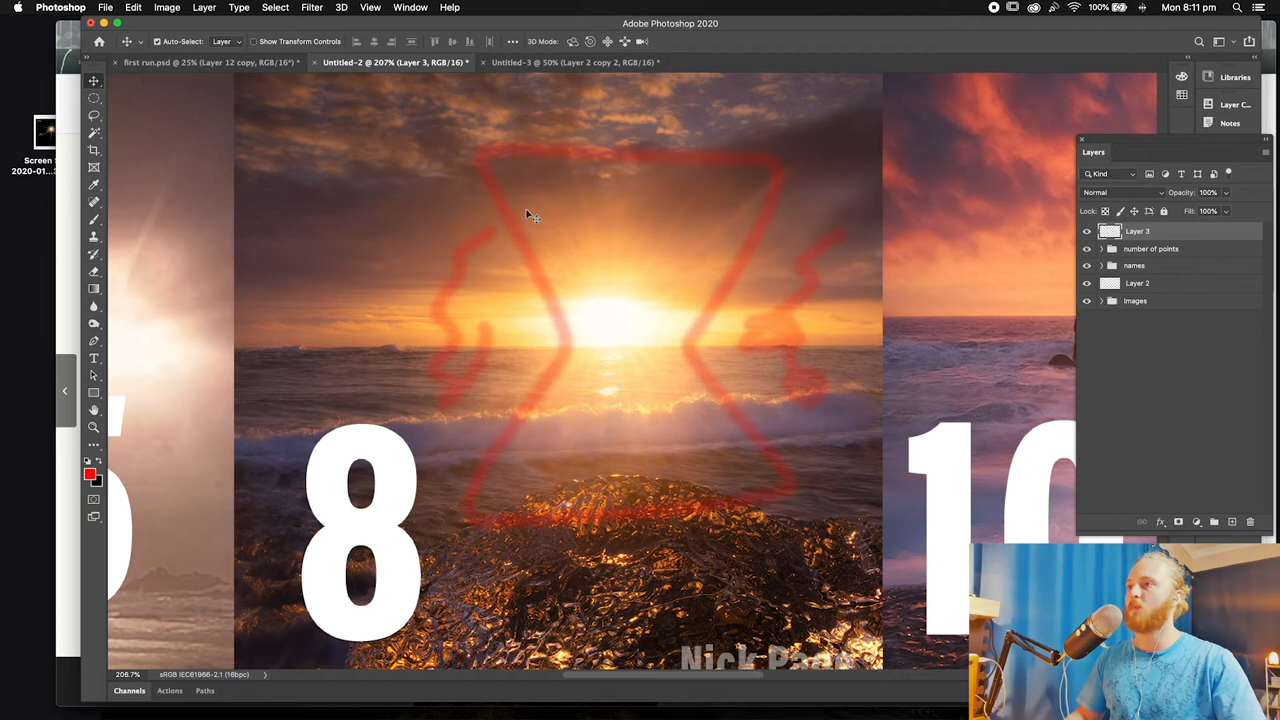 Photoshop File Edit Image Layer Type Select Filter 3D View Window Help
100% Mon 8:11 pm
Adobe Photoshop 2020
Auto-Select: Layer Show Transform Controls 3D Mode:
first run.psd @ 25% (Layer 12 copy, RGB/16*) * Untitled-2 @ 207% (Layer 3, RGB/16) * Untitled-3 @ 50% (Layer 2 copy 2, RGB/16) *
Libraries
Layer C...
Notes
Screen S
2020-01...3
Layers
Kind
Normal Opacity: 100%
Lock: Fill: 100%
Layer 3
number of points
names
Layer 2
Images
8 10
206.7% sRGB IEC61966-2.1 (16bpc)
Channels Actions Paths